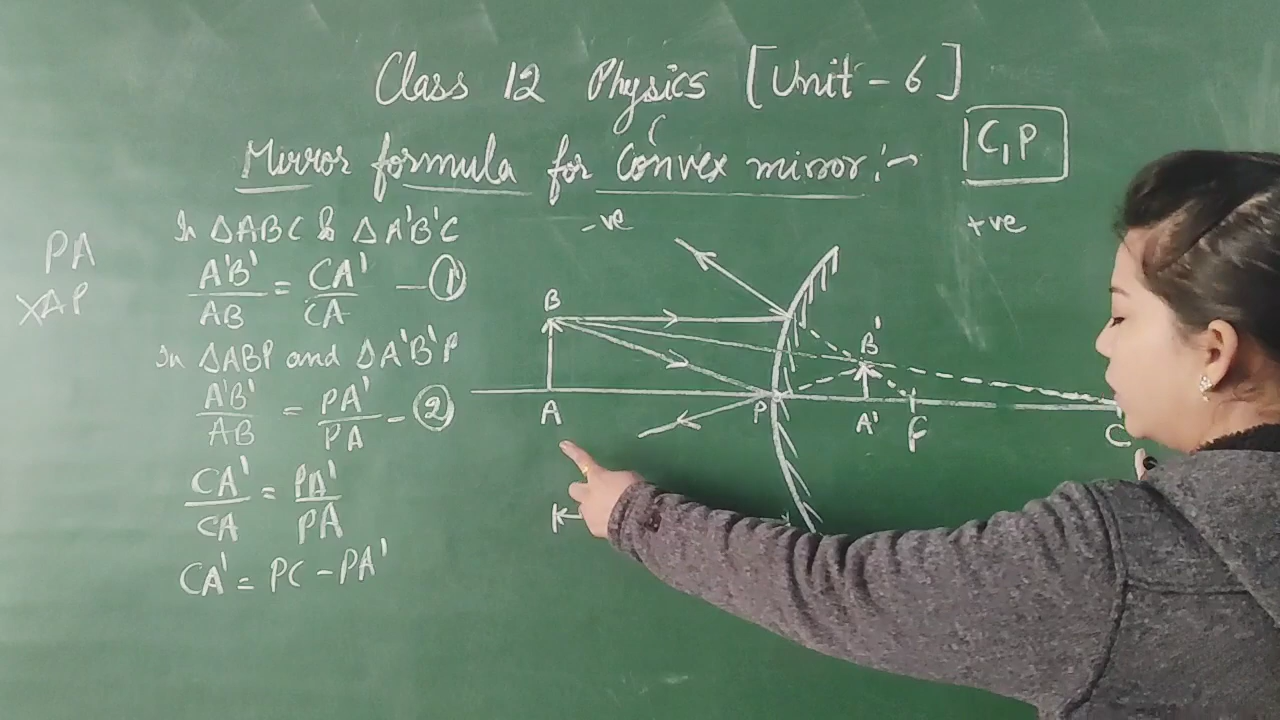 Class 12 Physics [Unit - 6]
Mirror formula for Convex mirror :-
C, P
-ve
+ve
PA
XAP
In ΔABC & ΔA'B'C
A'B'/AB = CA'/CA - ①
In ΔABP and ΔA'B'P
A'B'/AB = PA'/PA - ②
CA'/CA = PA'/PA
CA' = PC - PA'
B
B'
A
P
A'
F
C